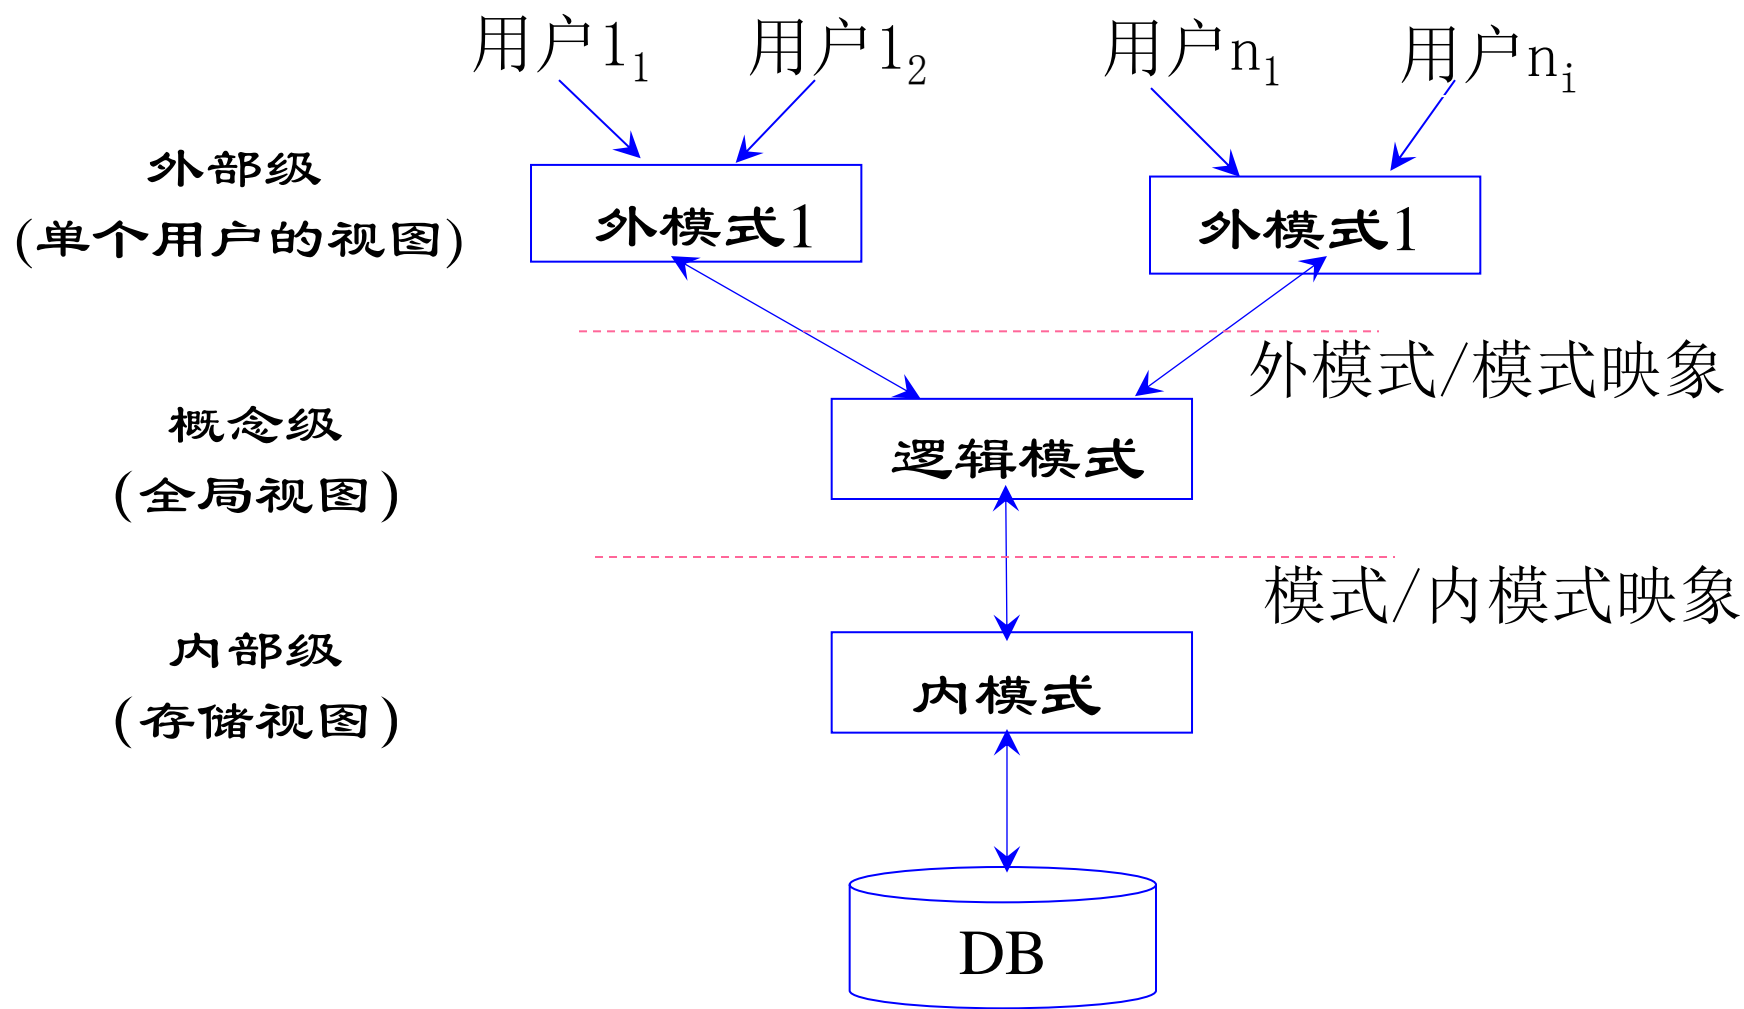 用户1₁
用户1₂
用户n₁
用户nᵢ
外部级
(单个用户的视图)
外模式1
外模式1
外模式/模式映象
概念级
(全局视图)
逻辑模式
模式/内模式映象
内部级
(存储视图)
内模式
DB